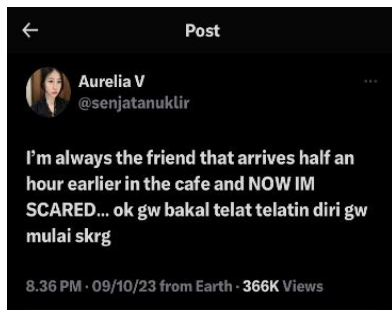 Post
Aurelia V
@senjatanuklir
I'm always the friend that arrives half an
hour earlier in the cafe and NOW IM
SCARED... ok gw bakal telat telatin diri gw
mulai skrg
8.36 PM · 09/10/23 from Earth · 366K Views